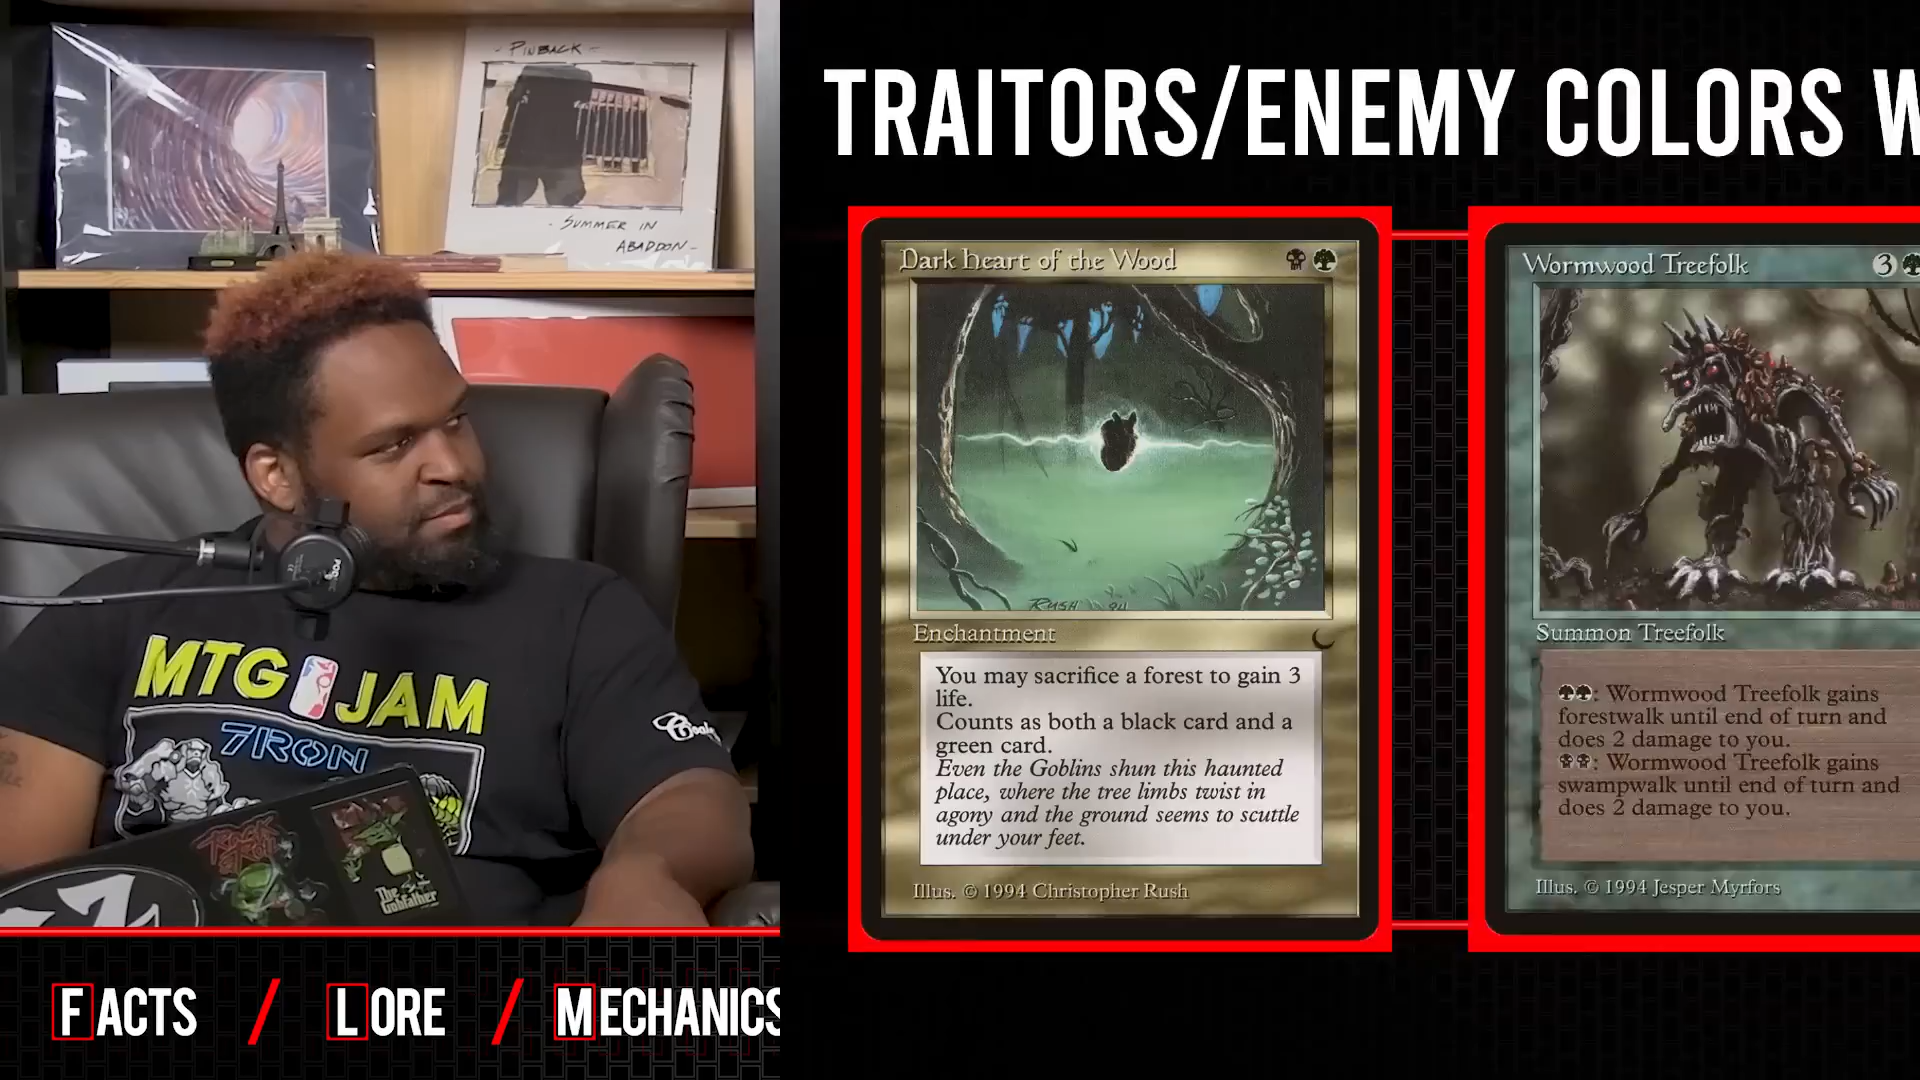 - PINBACK -
- SUMMER IN
ABADDON -
MTG JAM
7RON
ROCK
The
Gobfather
FACTS / LORE / MECHANICS
TRAITORS/ENEMY COLORS W
Dark Heart of the Wood
RUSH 94
Enchantment
You may sacrifice a forest to gain 3
life.
Counts as both a black card and a
green card.
Even the Goblins shun this haunted
place, where the tree limbs twist in
agony and the ground seems to scuttle
under your feet.
Illus. © 1994 Christopher Rush
Wormwood Treefolk 3
Summon Treefolk
: Wormwood Treefolk gains
forestwalk until end of turn and
does 2 damage to you.
: Wormwood Treefolk gains
swampwalk until end of turn and
does 2 damage to you.
Illus. © 1994 Jesper Myrfors